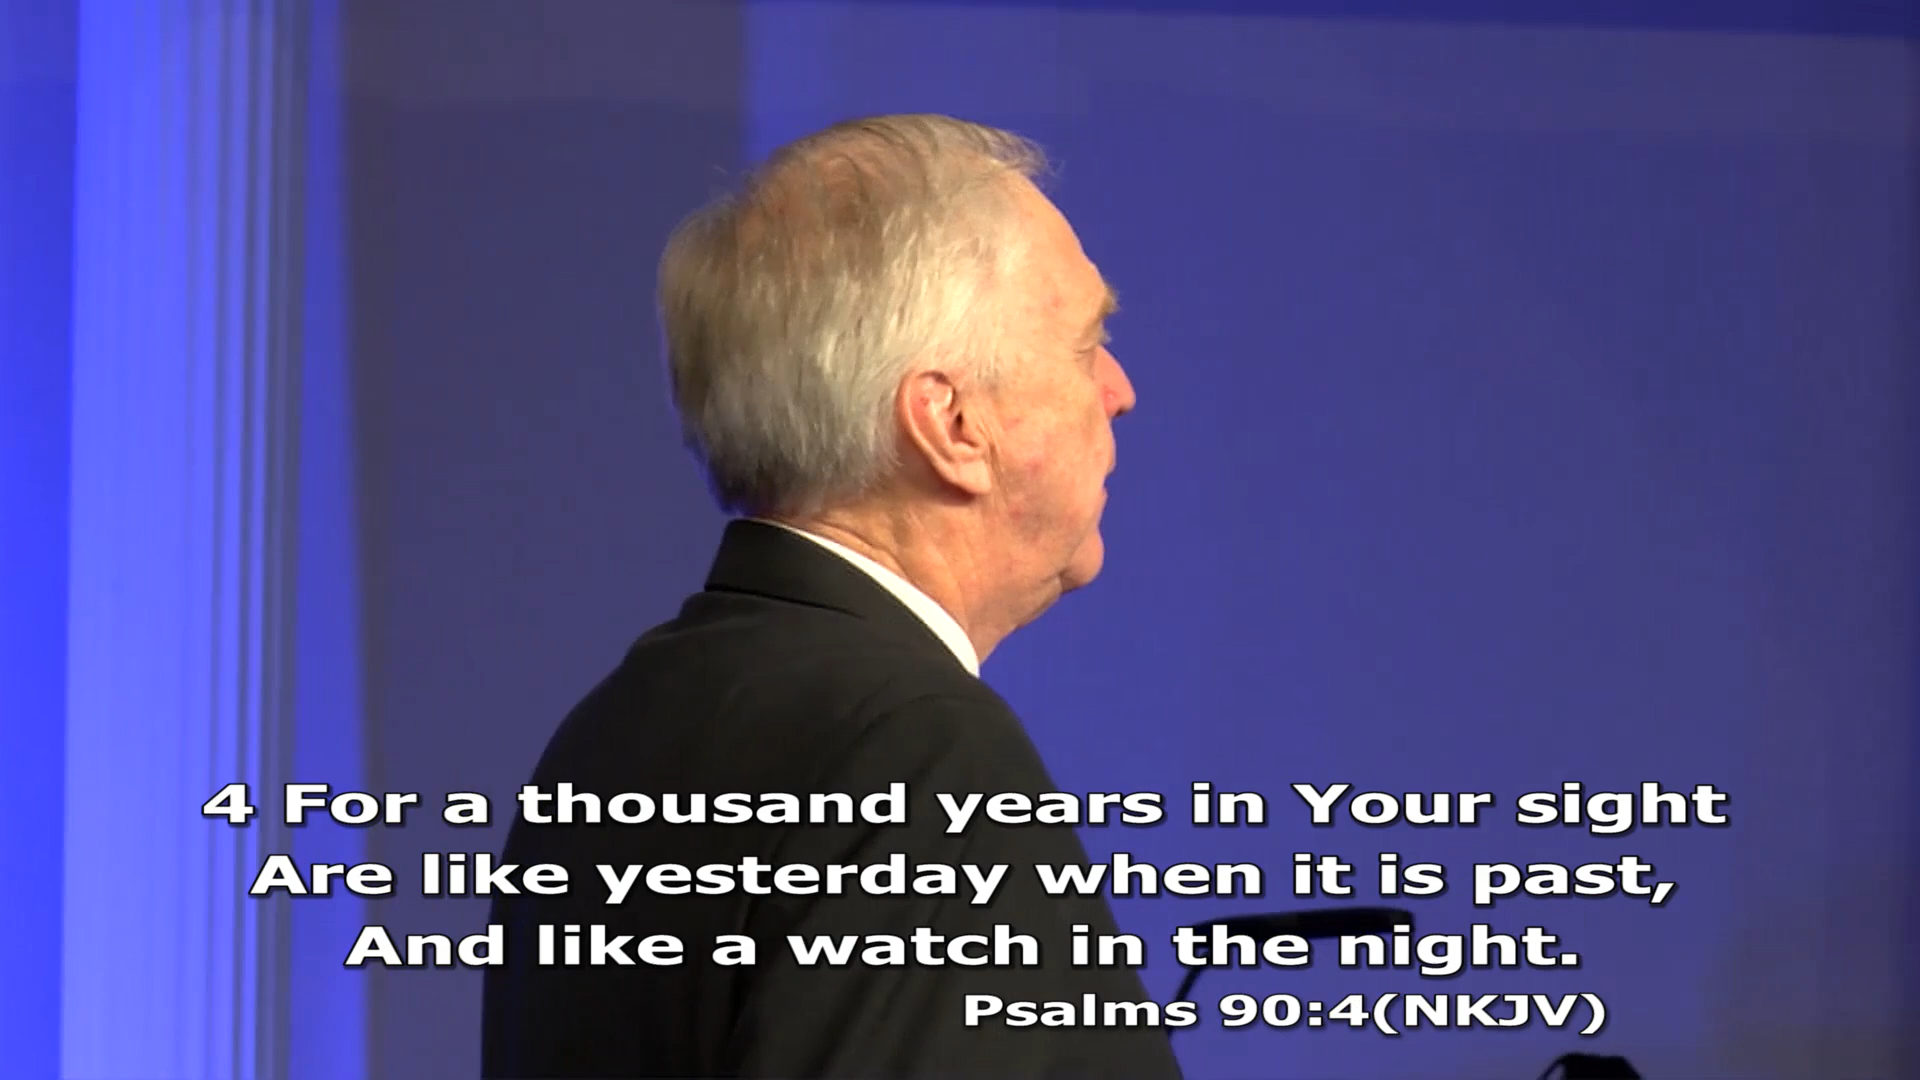 4 For a thousand years in Your sight
Are like yesterday when it is past,
And like a watch in the night.
Psalms 90:4(NKJV)